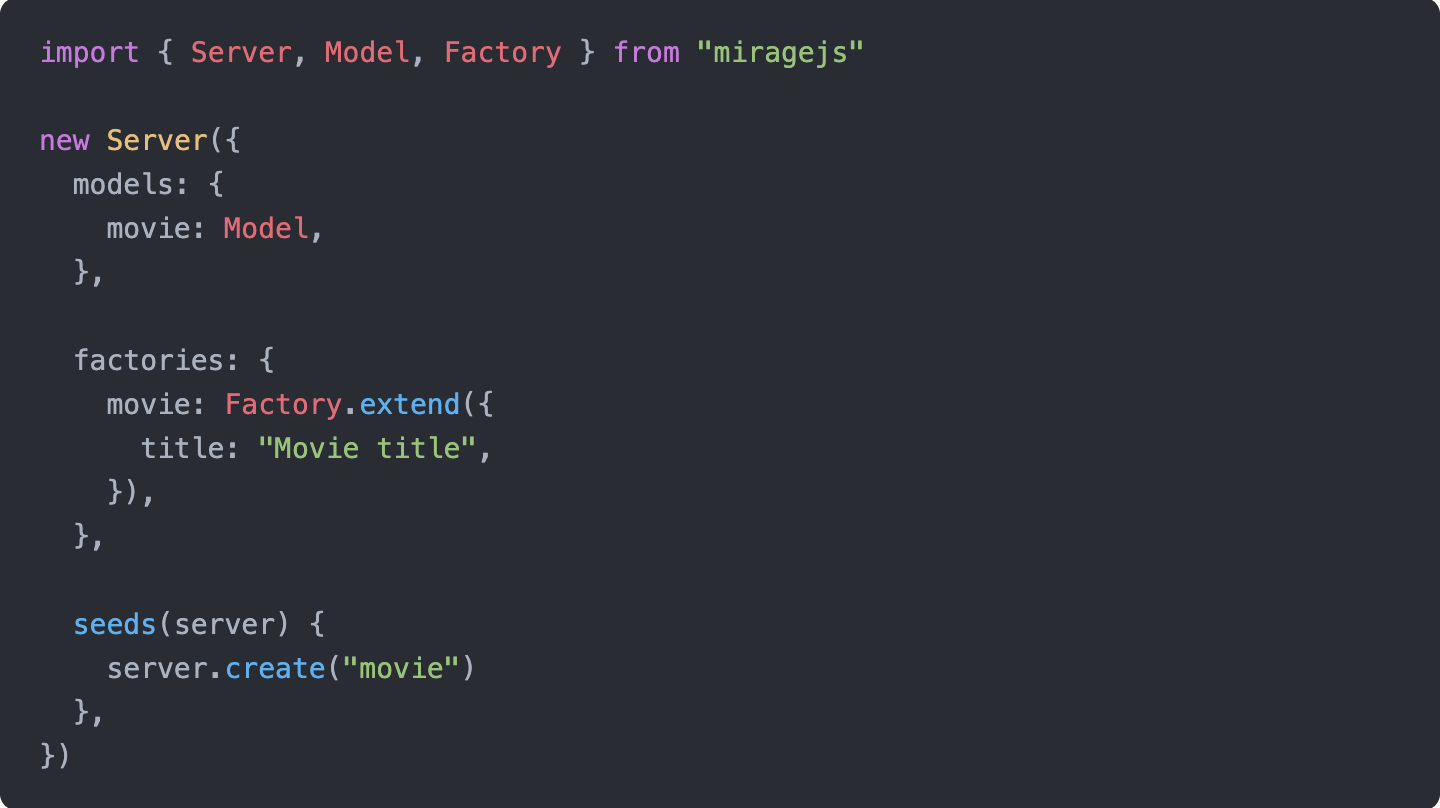 import { Server, Model, Factory } from "miragejs"

new Server({
  models: {
    movie: Model,
  },

  factories: {
    movie: Factory.extend({
      title: "Movie title",
    }),
  },

  seeds(server) {
    server.create("movie")
  },
})